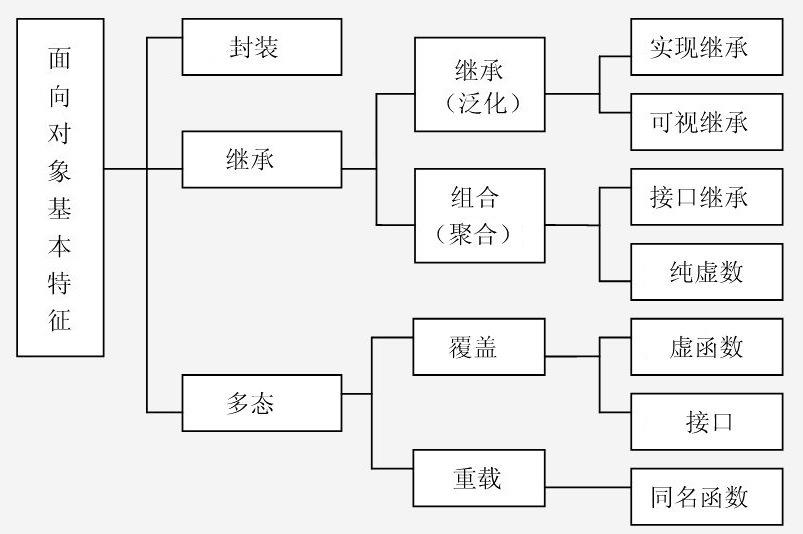 面向对象基本特征
封装
继承
多态
继承
（泛化）
组合
（聚合）
覆盖
重载
实现继承
可视继承
接口继承
纯虚数
虚函数
接口
同名函数